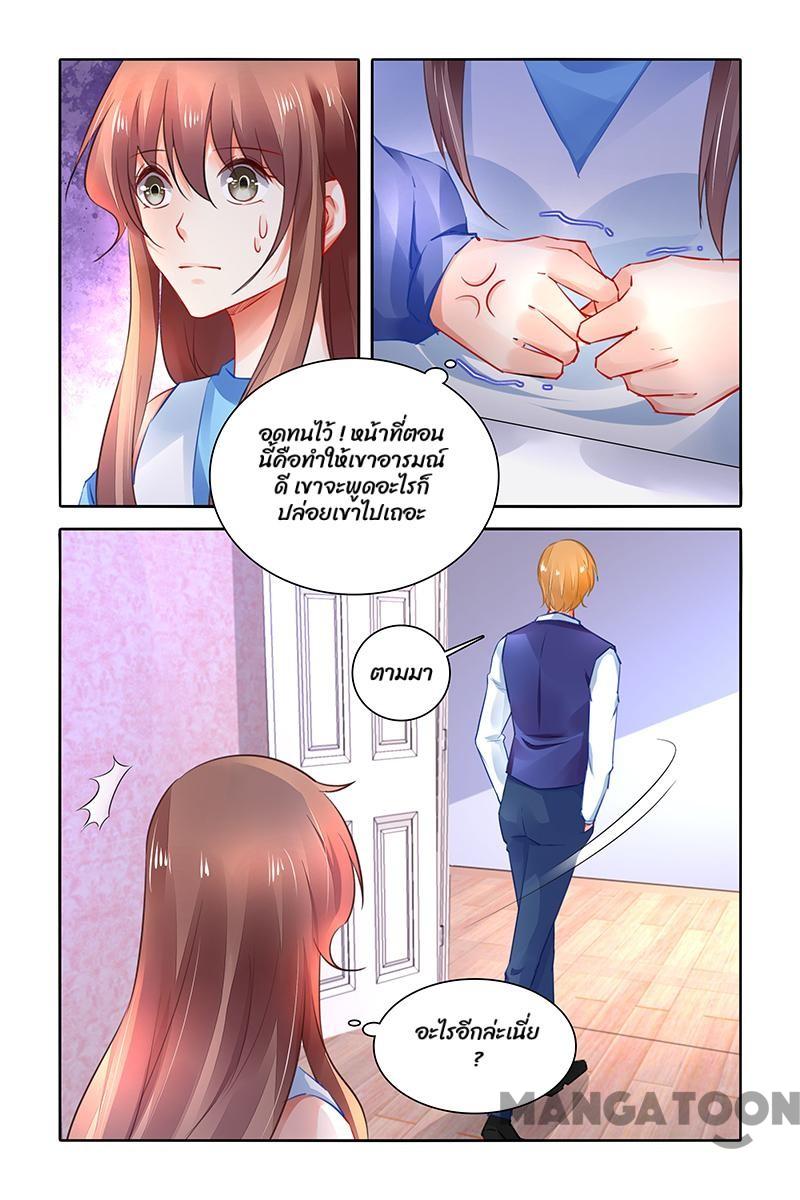 อดทนไว้ ! หน้าที่ตอน
นี้คือทำให้เขาอารมณ์
ดี เขาจะพูดอะไรก็
ปล่อยเขาไปเถอะ
ตามมา
อะไรอีกล่ะเนี่ย
?
MANGATOON